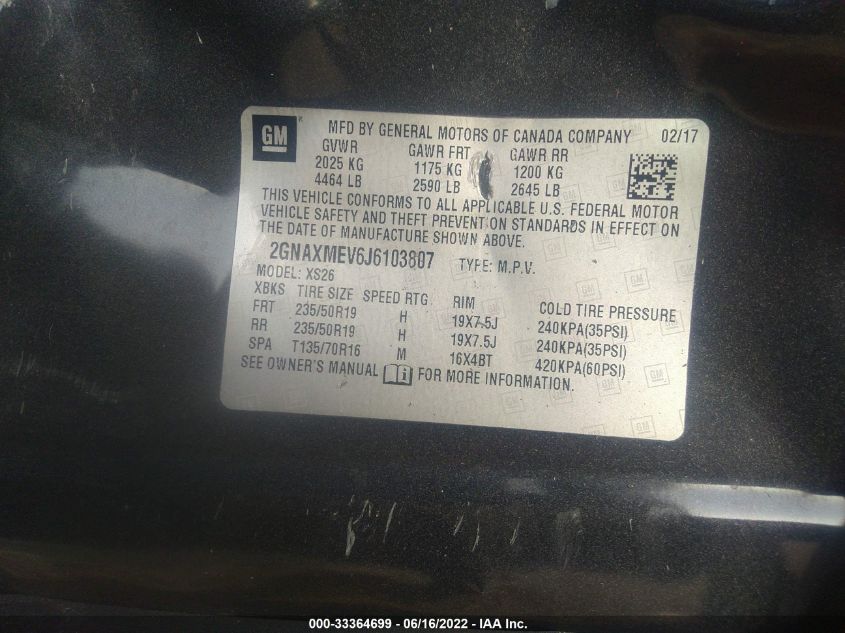 GM
MFD BY GENERAL MOTORS OF CANADA COMPANY 02/17
GVWR GAWR FRT GAWR RR
2025 KG 1175 KG 1200 KG
4464 LB 2590 LB 2645 LB
THIS VEHICLE CONFORMS TO ALL APPLICABLE U.S. FEDERAL MOTOR
VEHICLE SAFETY AND THEFT PREVENTION STANDARDS IN EFFECT ON
THE DATE OF MANUFACTURE SHOWN ABOVE.
2GNAXMEV6J6103807 TYPE: M.P.V.
MODEL: XS26
XBKS TIRE SIZE SPEED RTG RIM COLD TIRE PRESSURE
FRT 235/50R19 H 19X7.5J 240KPA(35PSI)
RR 235/50R19 H 19X7.5J 240KPA(35PSI)
SPA T135/70R16 M 16X4BT 420KPA(60PSI)
SEE OWNER'S MANUAL FOR MORE INFORMATION.
000-33364699 - 06/16/2022 - IAA Inc.